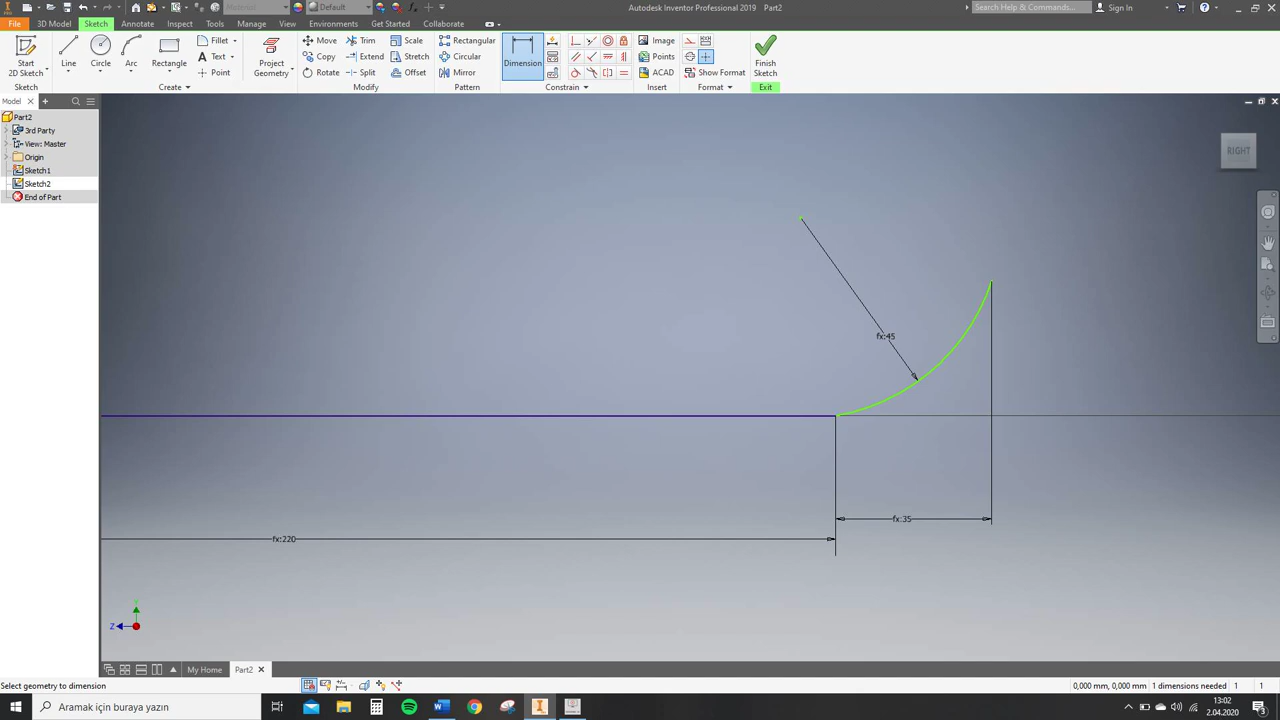 Material
Default
Autodesk Inventor Professional 2019 Part2
Search Help & Commands...
Sign In
File 3D Model Sketch Annotate Inspect Tools Manage View Environments Get Started Collaborate
Start
2D Sketch
Line
Circle
Arc
Rectangle
Fillet
Text
Point
Project
Geometry
Move
Copy
Rotate
Trim
Extend
Split
Scale
Stretch
Offset
Rectangular
Circular
Mirror
Dimension
Image
Points
ACAD
Show Format
Finish
Sketch
Sketch Create Modify Pattern Constrain Insert Format Exit
Model
Part2
3rd Party
View: Master
Origin
Sketch1
Sketch2
End of Part
RIGHT
fx:45
fx:35
fx:220
Y
Z
My Home Part2
Select geometry to dimension
0,000 mm, 0,000 mm 1 dimensions needed 1 1
Aramak için buraya yazın
13:02
2.04.2020